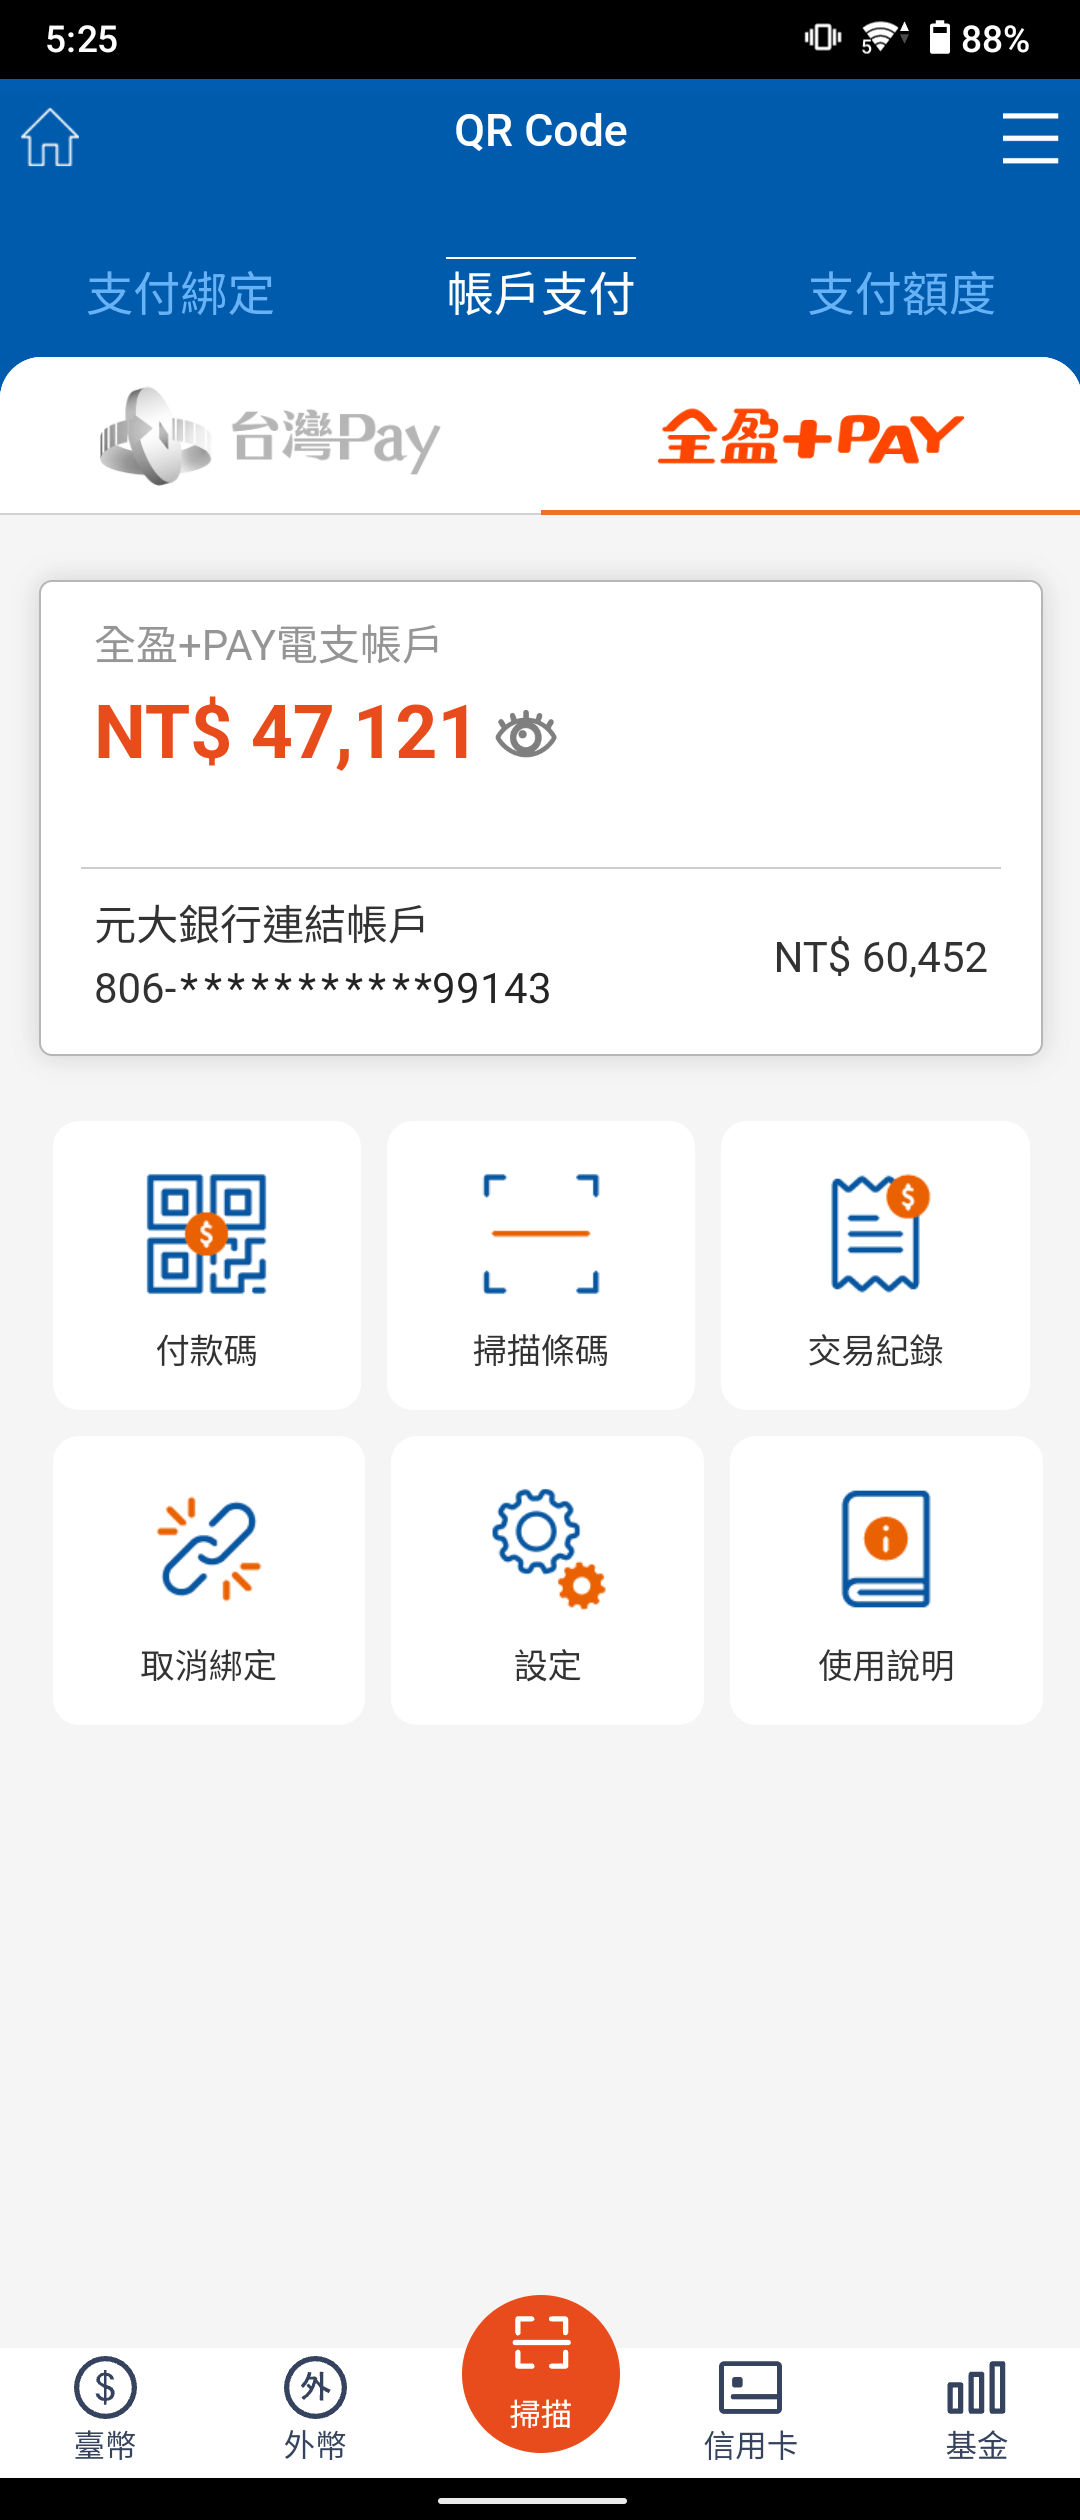 5:25
5
88%
QR Code
支付綁定
帳戶支付
支付額度
台灣Pay
全盈+PAY
全盈+PAY電支帳戶
NT$ 47,121
元大銀行連結帳戶
806-***********99143
NT$ 60,452
付款碼
掃描條碼
交易紀錄
取消綁定
設定
使用說明
臺幣
外
外幣
掃描
信用卡
基金